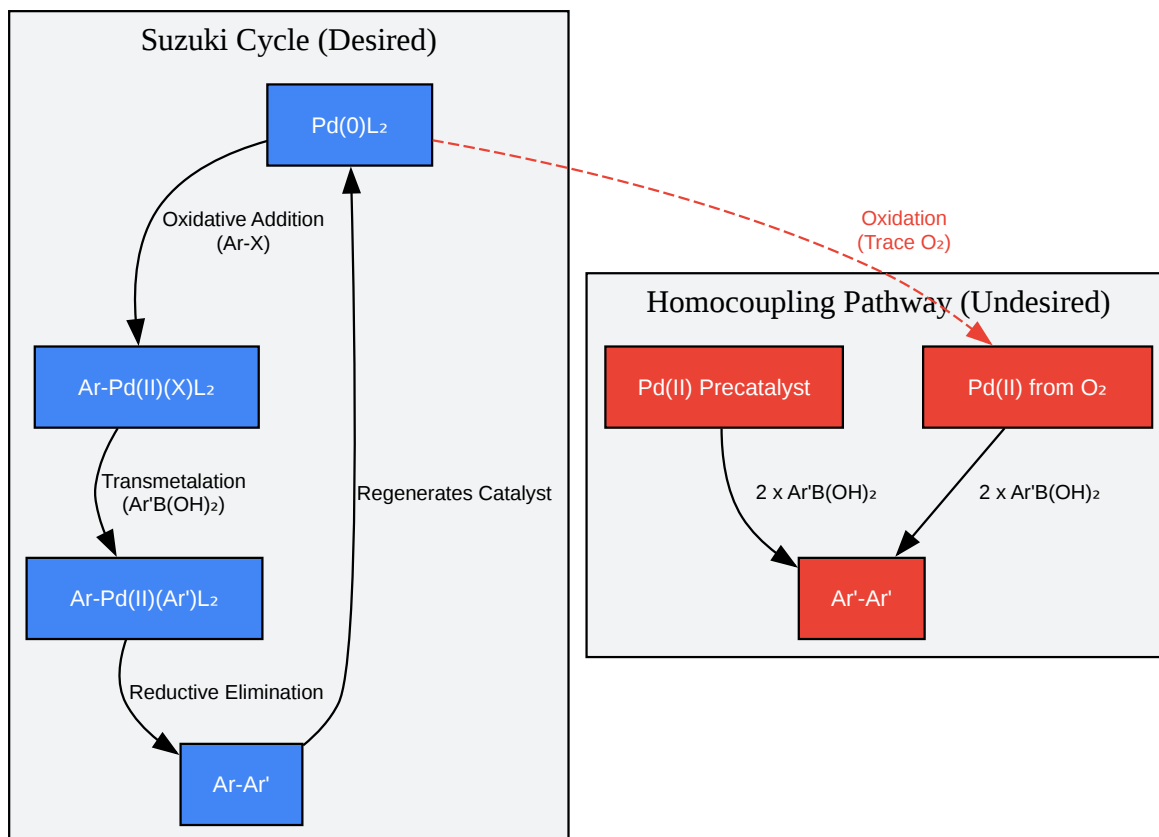 Suzuki Cycle (Desired)
Pd(0)L₂
Oxidative Addition
(Ar-X)
Oxidation
(Trace O₂)
Homocoupling Pathway (Undesired)
Ar-Pd(II)(X)L₂
Pd(II) Precatalyst
Pd(II) from O₂
Transmetalation
(Ar'B(OH)₂)
Regenerates Catalyst
2 x Ar'B(OH)₂
2 x Ar'B(OH)₂
Ar-Pd(II)(Ar')L₂
Ar'-Ar'
Reductive Elimination
Ar-Ar'